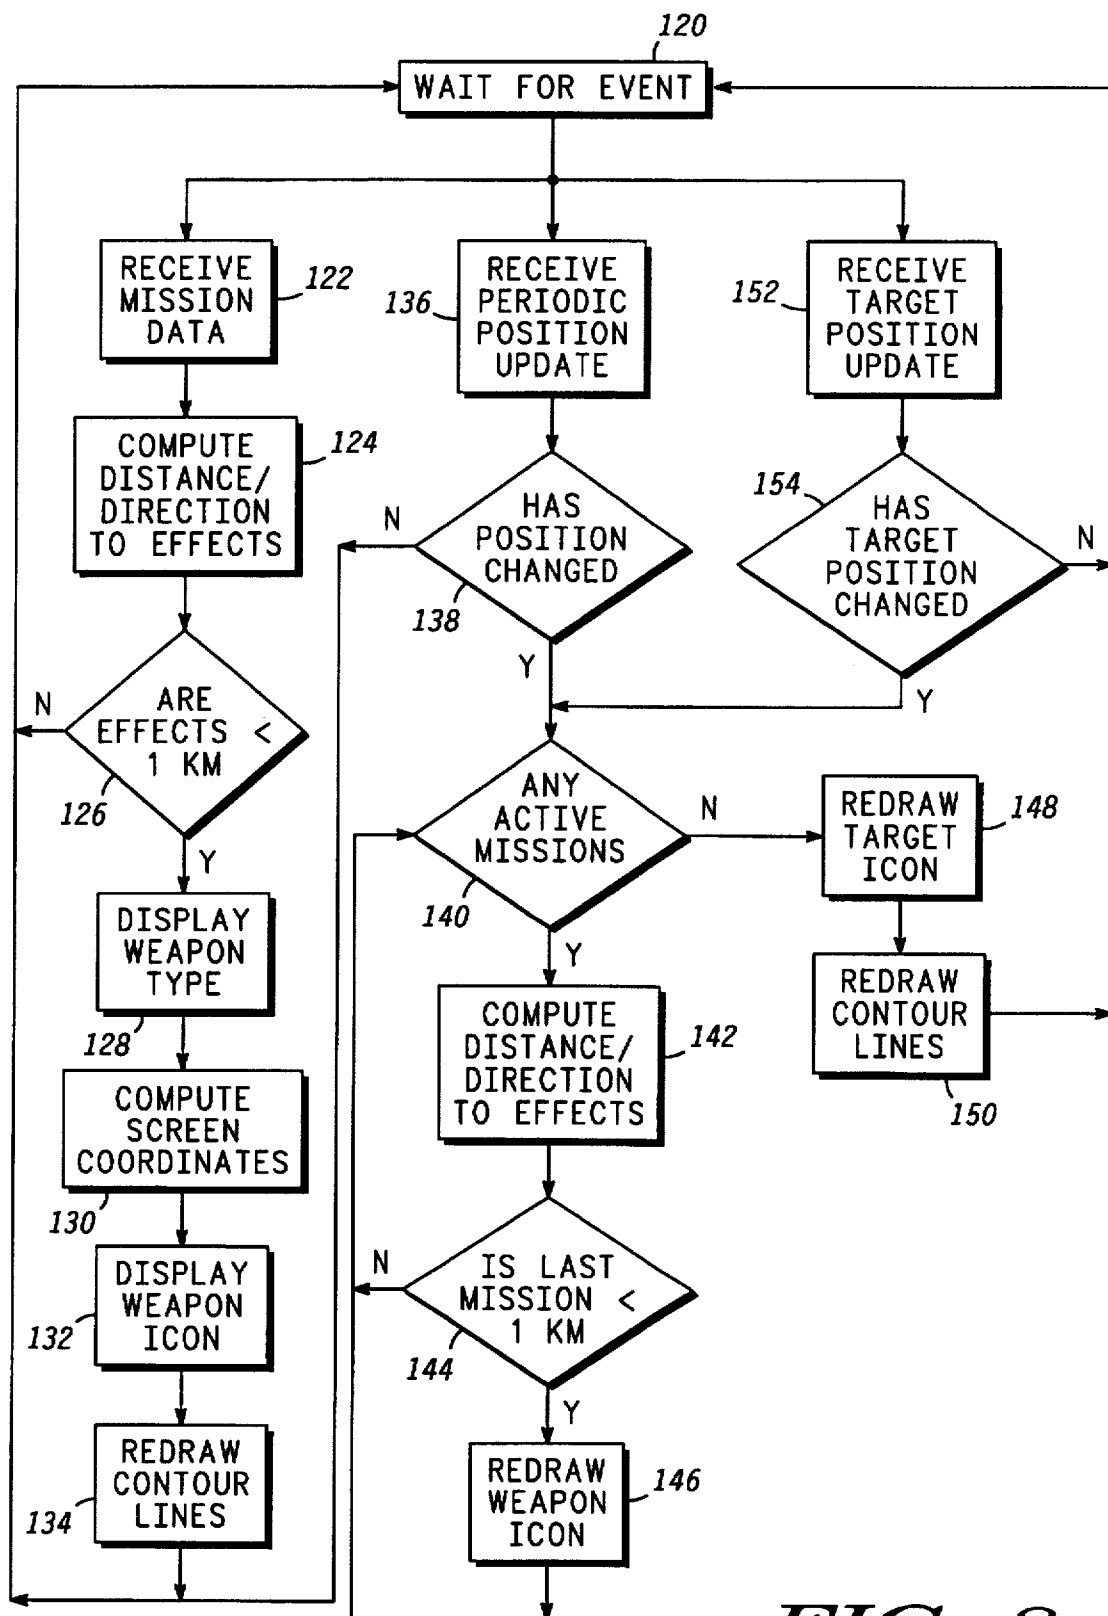 120
WAIT FOR EVENT
RECEIVE
MISSION
DATA
122
COMPUTE
DISTANCE/
DIRECTION
TO EFFECTS
124
ARE
EFFECTS <
1 KM
N
126
Y
DISPLAY
WEAPON
TYPE
128
COMPUTE
SCREEN
COORDINATES
130
DISPLAY
WEAPON
ICON
132
REDRAW
CONTOUR
LINES
134
RECEIVE
PERIODIC
POSITION
UPDATE
136
N
HAS
POSITION
CHANGED
138
Y
ANY
ACTIVE
MISSIONS
N
140
Y
COMPUTE
DISTANCE/
DIRECTION
TO EFFECTS
142
N
IS LAST
MISSION <
1 KM
144
Y
REDRAW
WEAPON
ICON
146
RECEIVE
TARGET
POSITION
UPDATE
152
154
HAS
TARGET
POSITION
CHANGED
N
Y
REDRAW
TARGET
ICON
148
REDRAW
CONTOUR
LINES
150